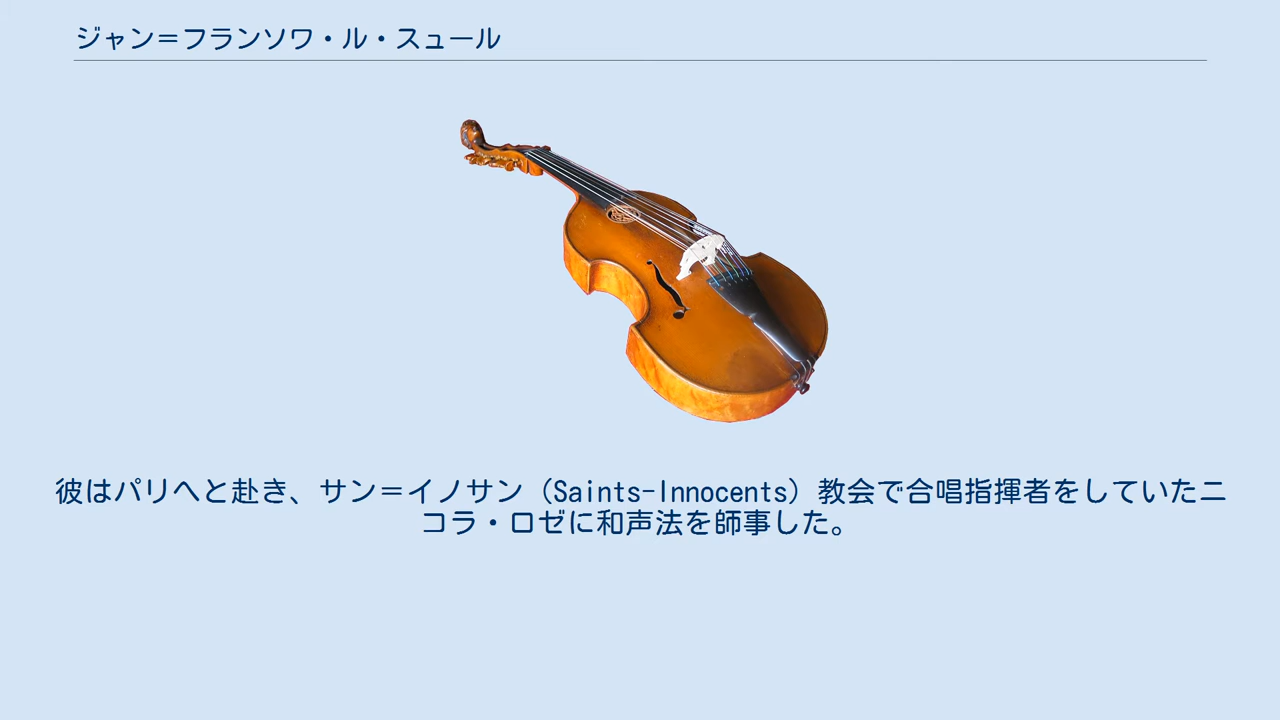 ジャン＝フランソワ・ル・スュール
彼はパリへと赴き、サン＝イノサン（Saints-Innocents）教会で合唱指揮者をしていたニ
コラ・ロゼに和声法を師事した。